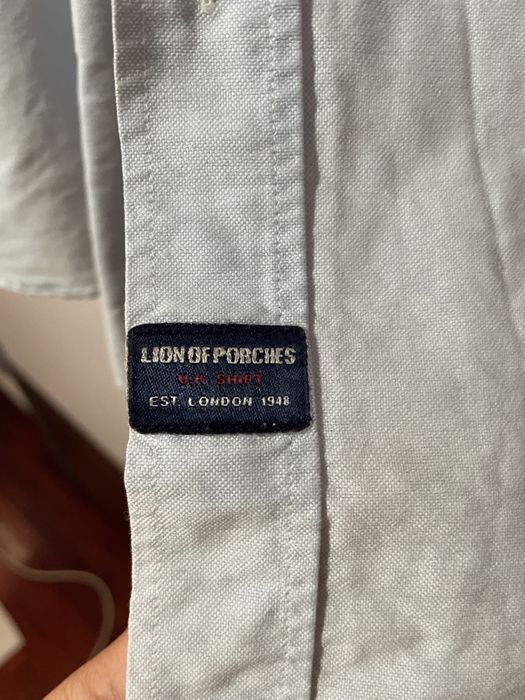 LION OF PORCHES
U.K SHIRT
EST. LONDON 1948